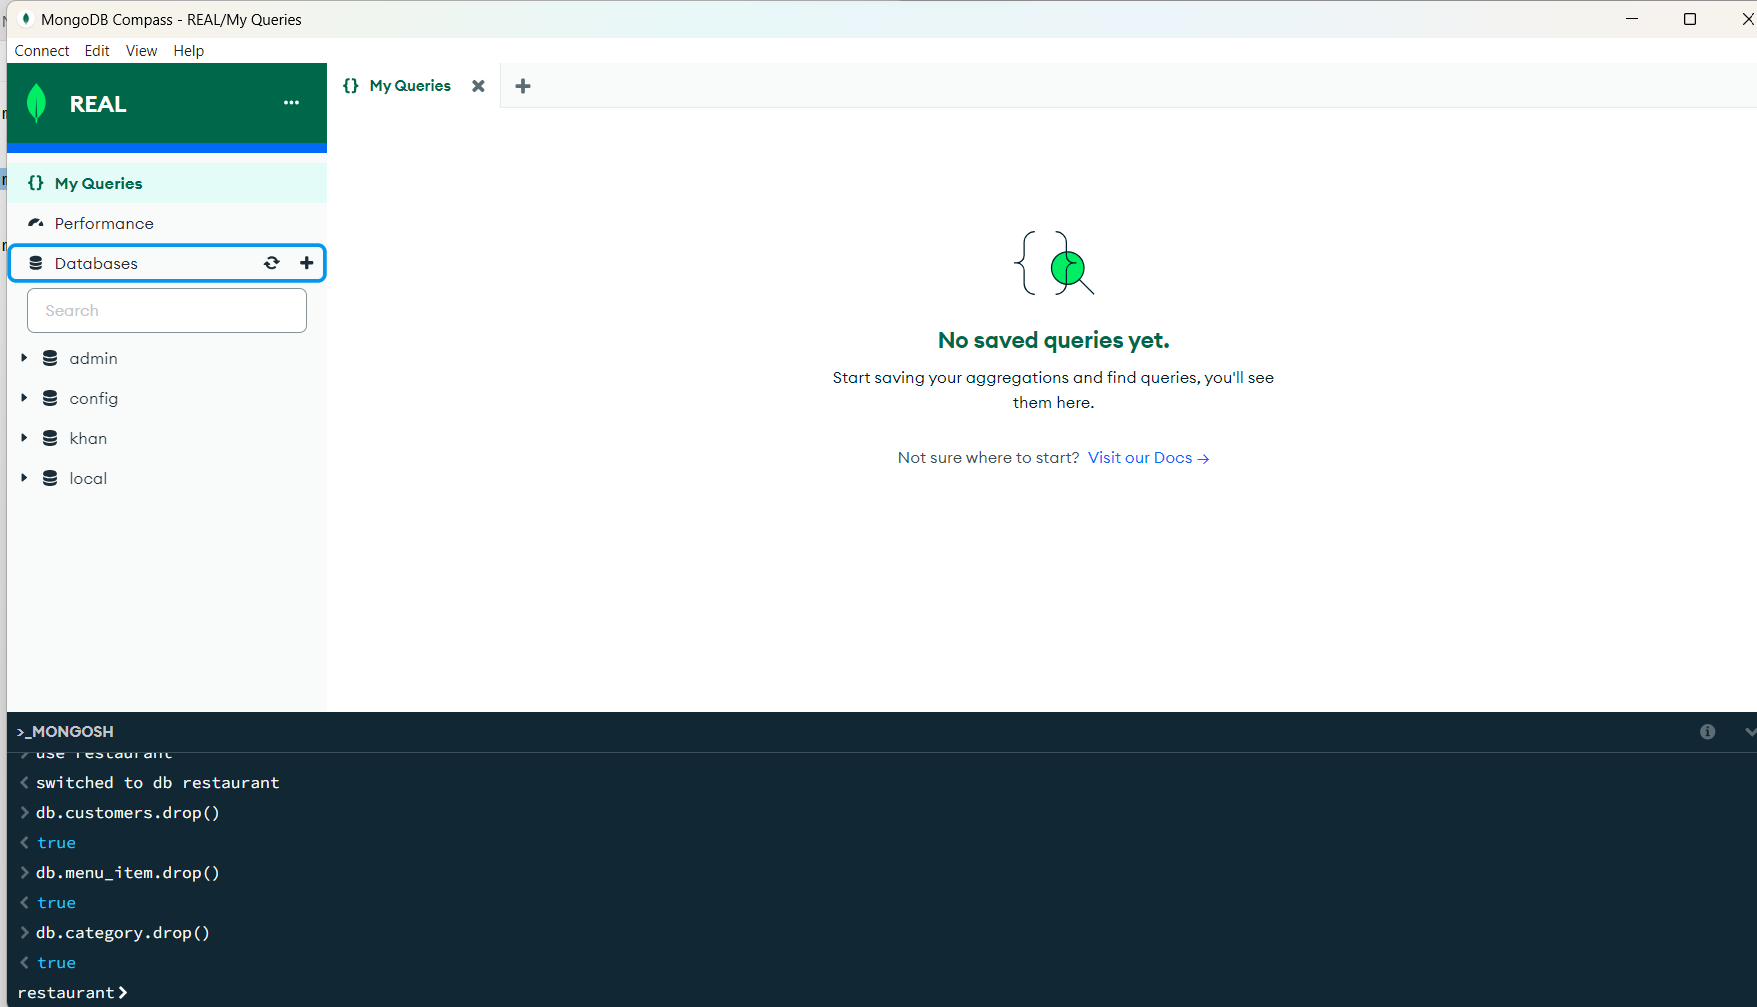 MongoDB Compass - REAL/My Queries
Connect Edit View Help
REAL
My Queries
My Queries
Performance
Databases
Search
admin
config
khan
local
No saved queries yet.
Start saving your aggregations and find queries, you'll see
them here.
Not sure where to start? Visit our Docs →
>_MONGOSH
> use restaurant
< switched to db restaurant
> db.customers.drop()
< true
> db.menu_item.drop()
< true
> db.category.drop()
< true
restaurant>